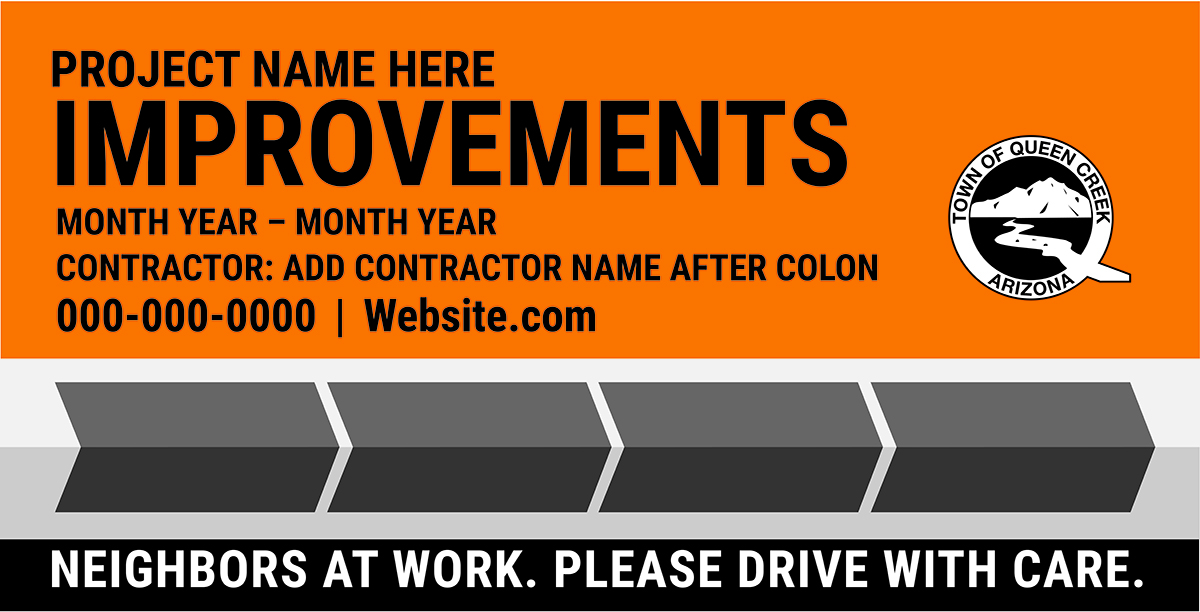 PROJECT NAME HERE
IMPROVEMENTS
MONTH YEAR – MONTH YEAR
CONTRACTOR: ADD CONTRACTOR NAME AFTER COLON
000-000-0000 | Website.com
TOWN OF QUEEN CREEK
ARIZONA
NEIGHBORS AT WORK. PLEASE DRIVE WITH CARE.